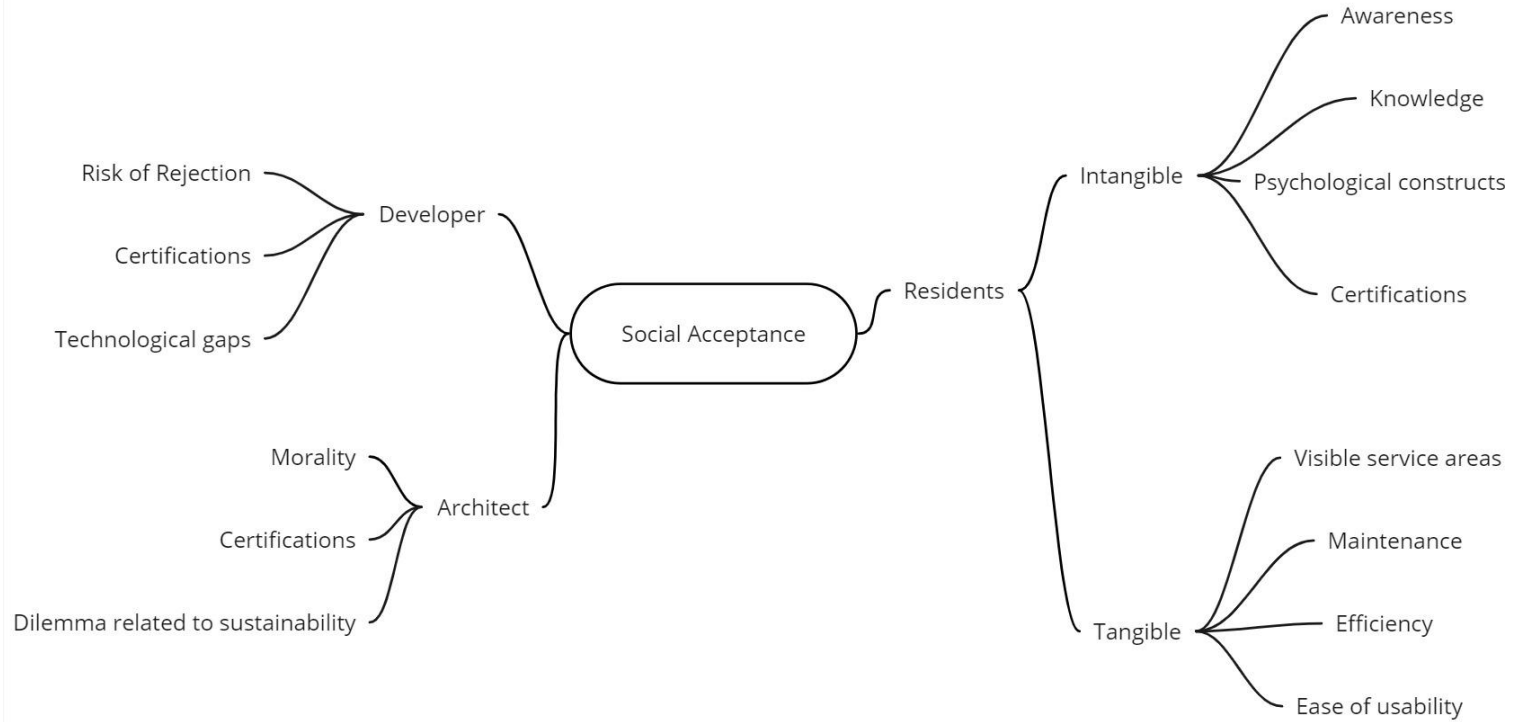 Social Acceptance
Developer
Risk of Rejection
Certifications
Technological gaps
Architect
Morality
Certifications
Dilemma related to sustainability
Residents
Intangible
Awareness
Knowledge
Psychological constructs
Certifications
Tangible
Visible service areas
Maintenance
Efficiency
Ease of usability